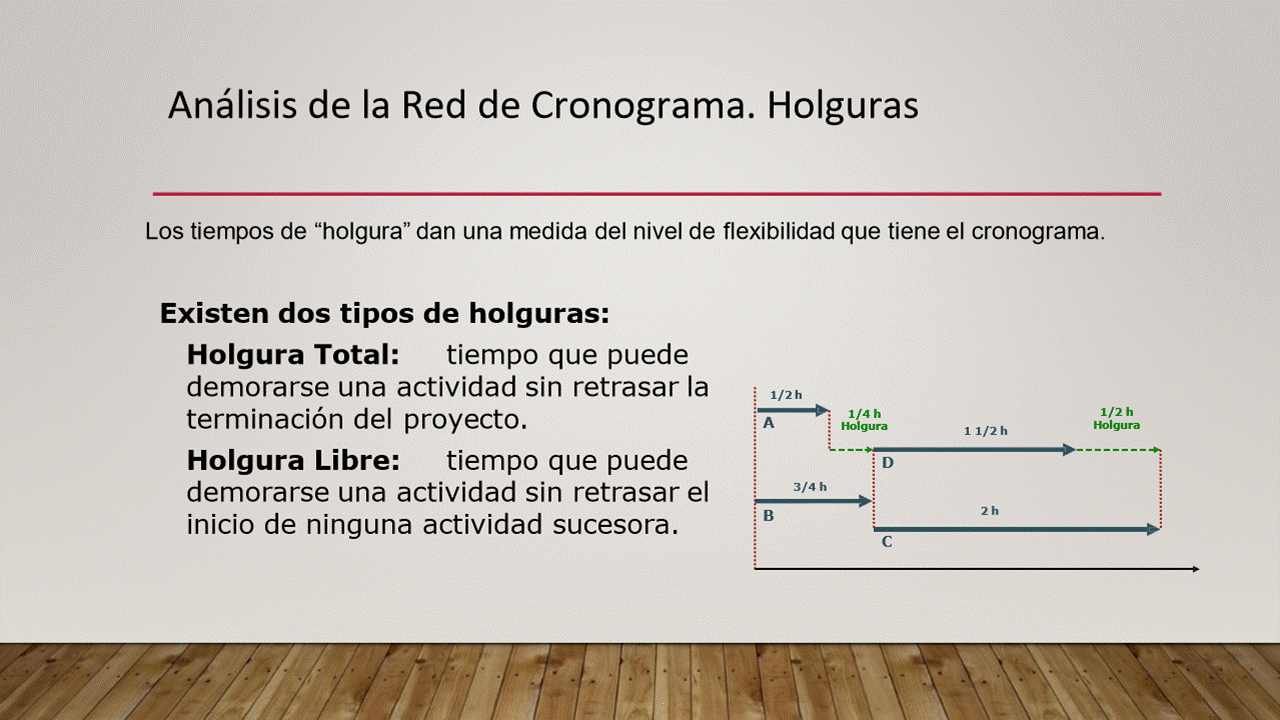 Análisis de la Red de Cronograma. Holguras
Los tiempos de “holgura” dan una medida del nivel de flexibilidad que tiene el cronograma.
Existen dos tipos de holguras:
Holgura Total: tiempo que puede
demorarse una actividad sin retrasar la
terminación del proyecto.
Holgura Libre: tiempo que puede
demorarse una actividad sin retrasar el
inicio de ninguna actividad sucesora.
1/2 h
A
1/4 h
Holgura
1 1/2 h
1/2 h
Holgura
D
3/4 h
B
2 h
C